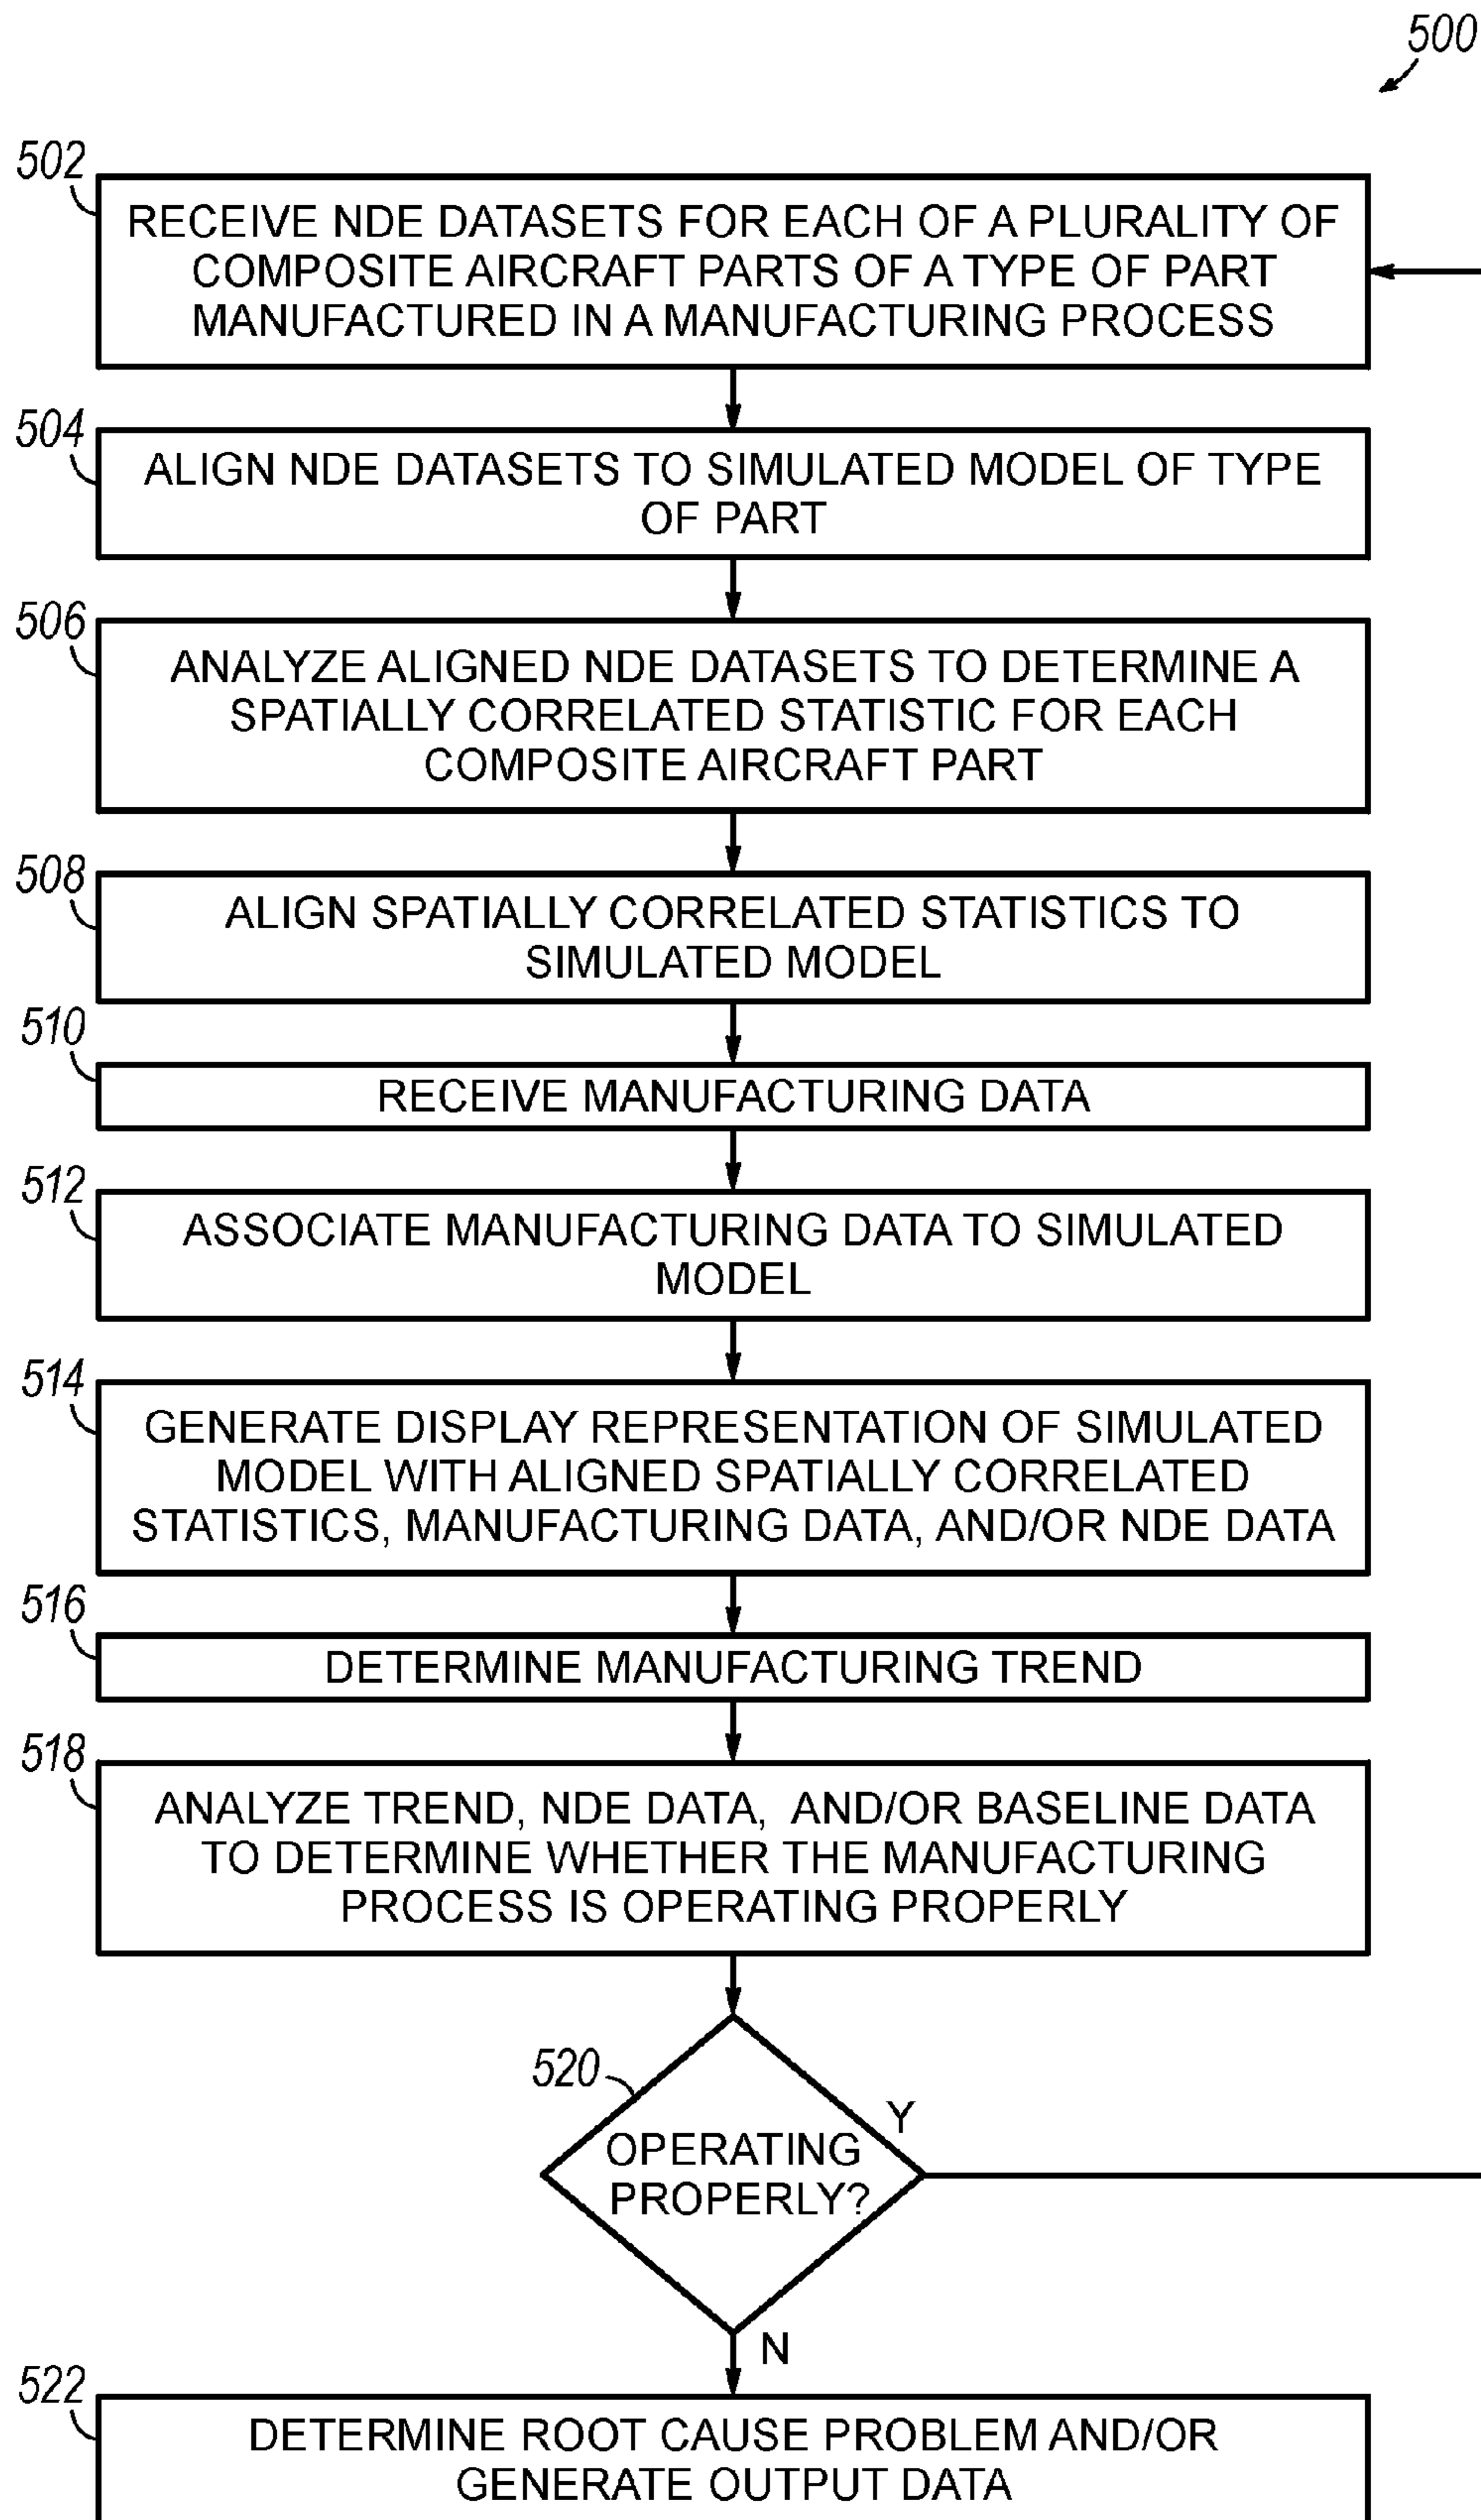 500
502
RECEIVE NDE DATASETS FOR EACH OF A PLURALITY OF
COMPOSITE AIRCRAFT PARTS OF A TYPE OF PART
MANUFACTURED IN A MANUFACTURING PROCESS
504
ALIGN NDE DATASETS TO SIMULATED MODEL OF TYPE
OF PART
506
ANALYZE ALIGNED NDE DATASETS TO DETERMINE A
SPATIALLY CORRELATED STATISTIC FOR EACH
COMPOSITE AIRCRAFT PART
508
ALIGN SPATIALLY CORRELATED STATISTICS TO
SIMULATED MODEL
510
RECEIVE MANUFACTURING DATA
512
ASSOCIATE MANUFACTURING DATA TO SIMULATED
MODEL
514
GENERATE DISPLAY REPRESENTATION OF SIMULATED
MODEL WITH ALIGNED SPATIALLY CORRELATED
STATISTICS, MANUFACTURING DATA, AND/OR NDE DATA
516
DETERMINE MANUFACTURING TREND
518
ANALYZE TREND, NDE DATA, AND/OR BASELINE DATA
TO DETERMINE WHETHER THE MANUFACTURING
PROCESS IS OPERATING PROPERLY
520
Y
OPERATING
PROPERLY?
N
522
DETERMINE ROOT CAUSE PROBLEM AND/OR
GENERATE OUTPUT DATA